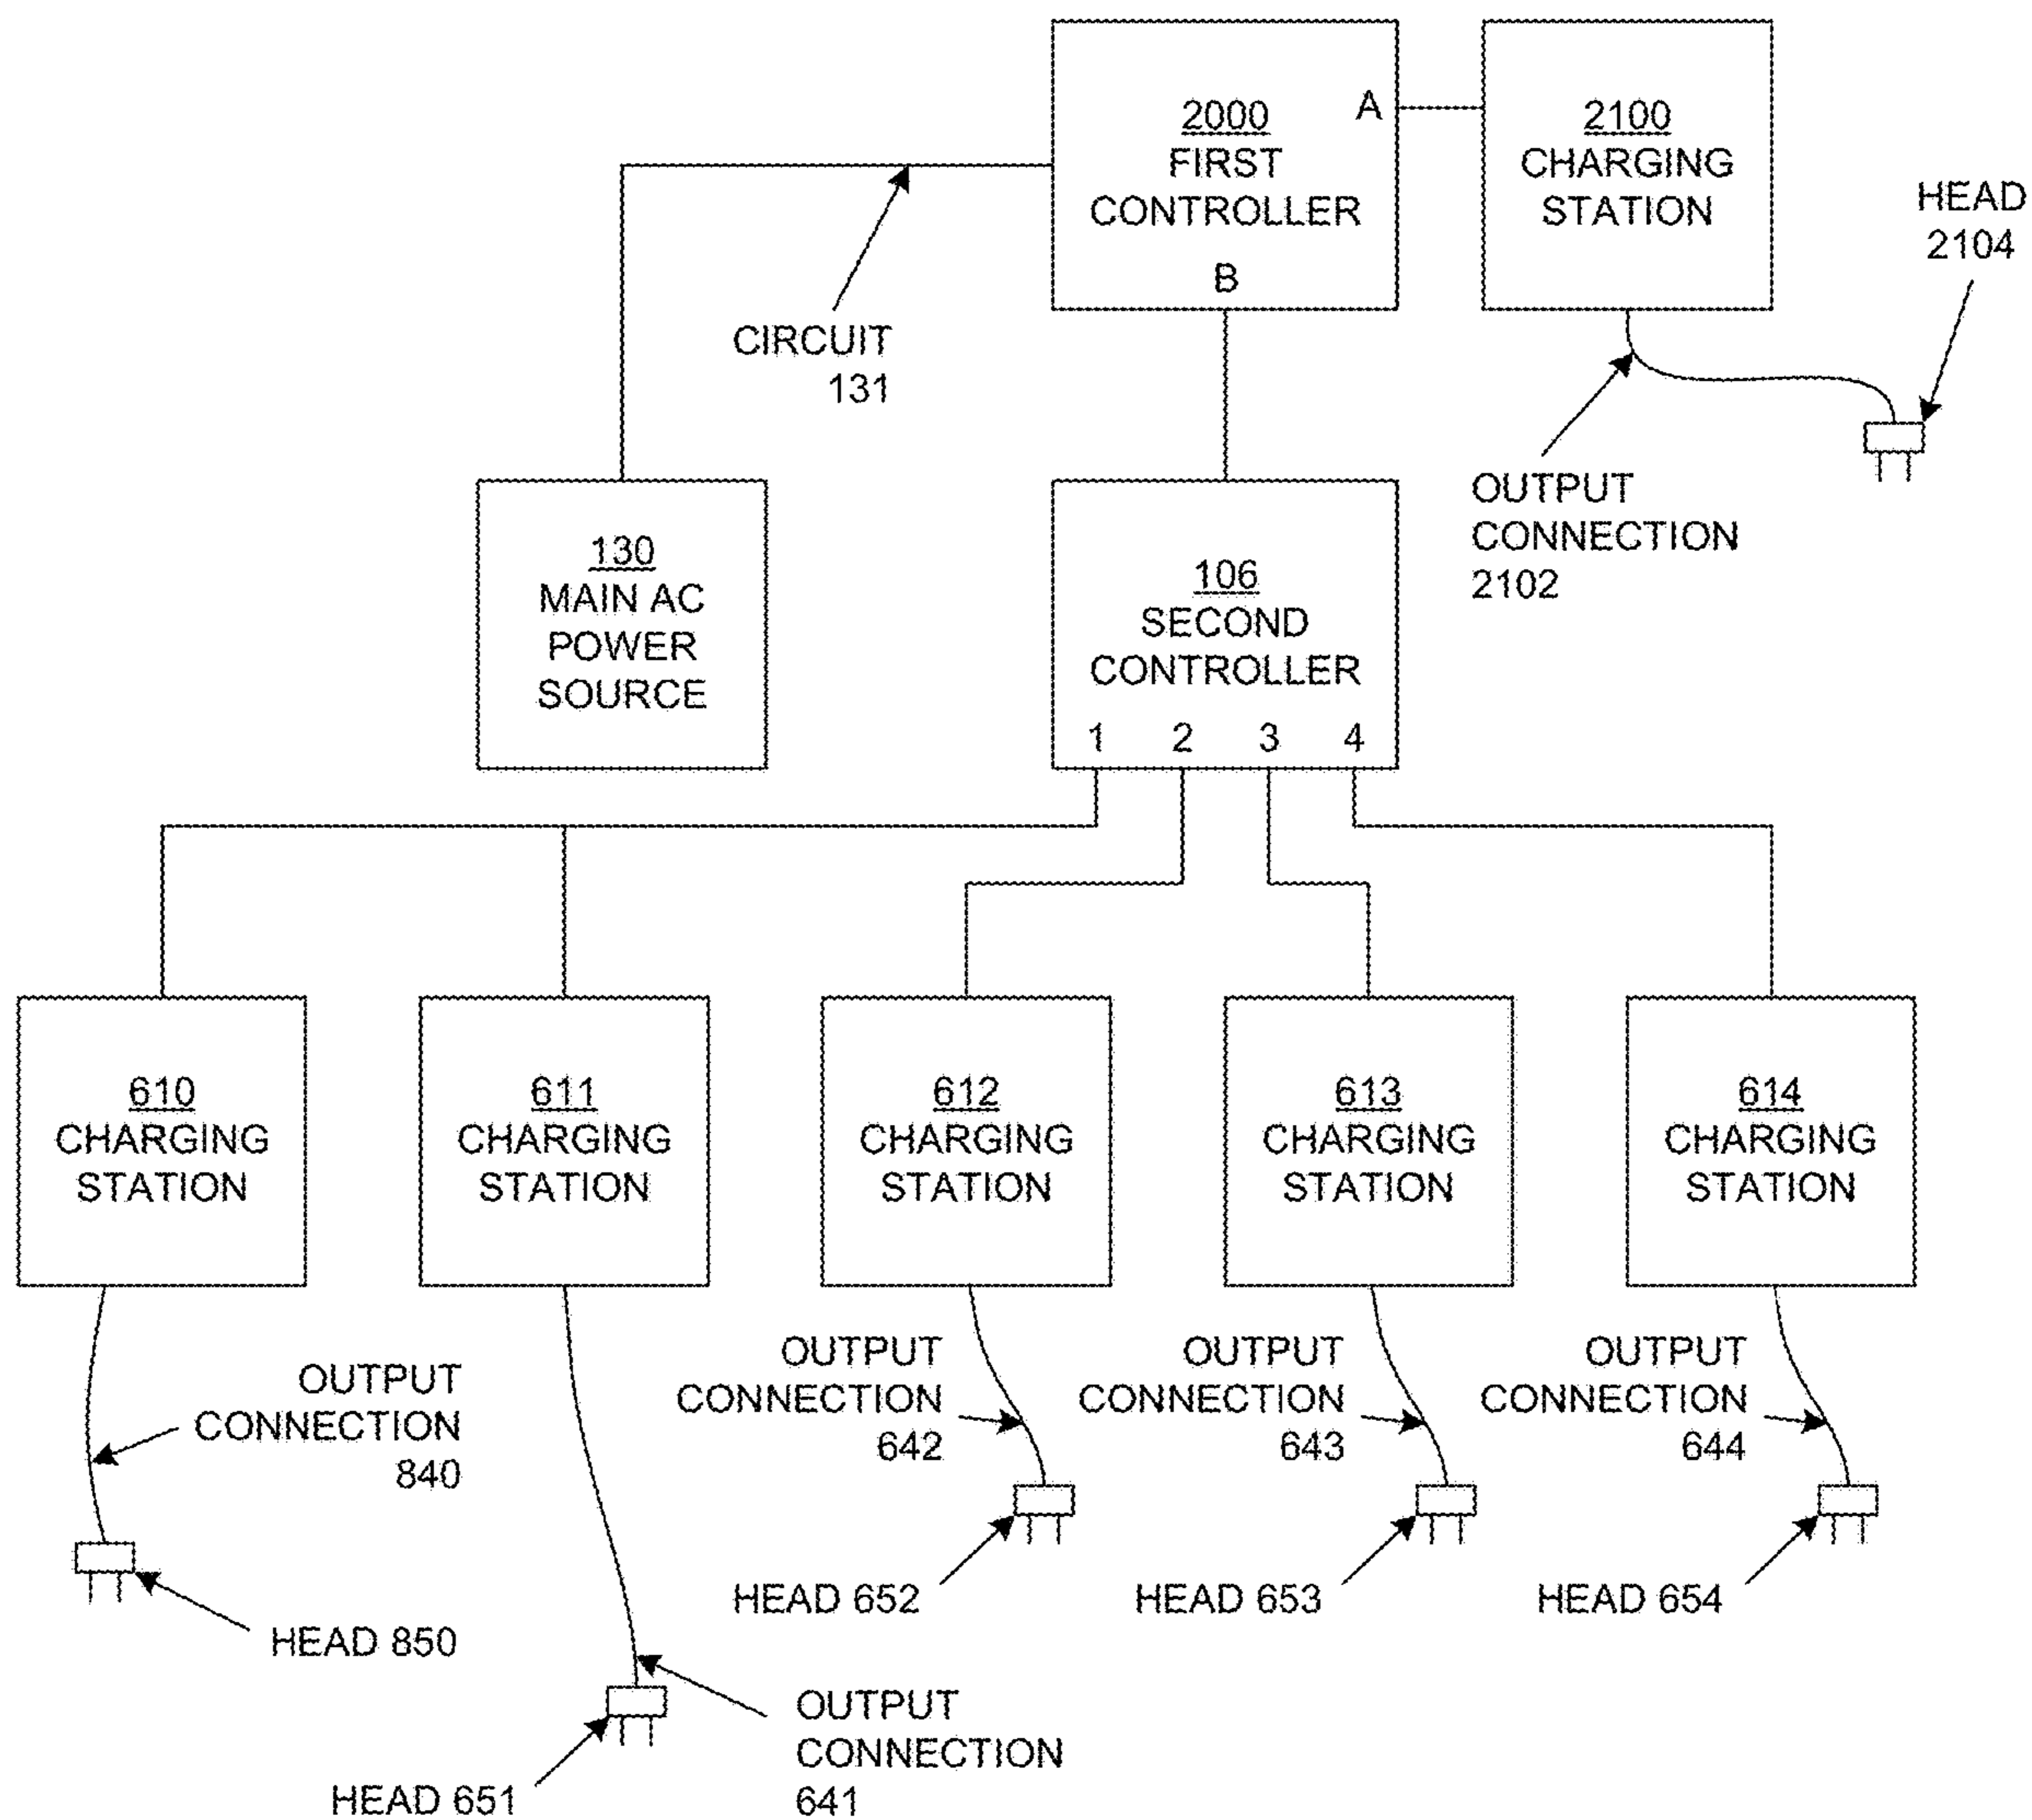 2000
FIRST
CONTROLLER
A
B
2100
CHARGING
STATION
HEAD
2104
CIRCUIT
131
OUTPUT
CONNECTION
2102
130
MAIN AC
POWER
SOURCE
106
SECOND
CONTROLLER
1 2 3 4
610
CHARGING
STATION
611
CHARGING
STATION
612
CHARGING
STATION
613
CHARGING
STATION
614
CHARGING
STATION
OUTPUT
CONNECTION
840
OUTPUT
CONNECTION
642
OUTPUT
CONNECTION
643
OUTPUT
CONNECTION
644
HEAD 850
HEAD 652
HEAD 653
HEAD 654
HEAD 651
OUTPUT
CONNECTION
641